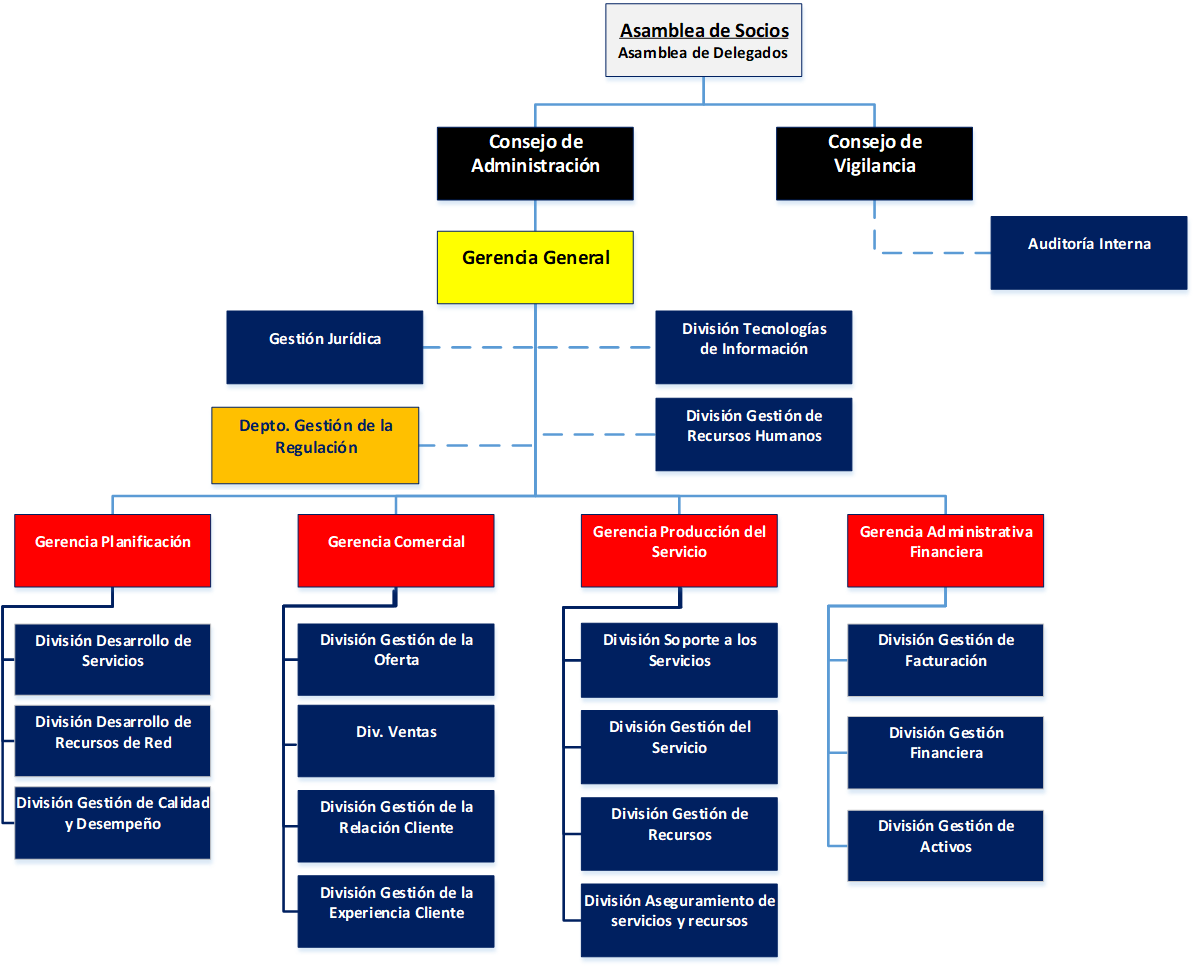 Asamblea de Socios
Asamblea de Delegados
Consejo de
Administración
Consejo de
Vigilancia
Auditoría Interna
Gerencia General
Gestión Jurídica
División Tecnologías
de Información
Depto. Gestión de la
Regulación
División Gestión de
Recursos Humanos
Gerencia Planificación
Gerencia Comercial
Gerencia Producción del
Servicio
Gerencia Administrativa
Financiera
División Desarrollo de
Servicios
División Desarrollo de
Recursos de Red
División Gestión de Calidad
y Desempeño
División Gestión de la
Oferta
Div. Ventas
División Gestión de la
Relación Cliente
División Gestión de la
Experiencia Cliente
División Soporte a los
Servicios
División Gestión del
Servicio
División Gestión de
Recursos
División Aseguramiento de
servicios y recursos
División Gestión de
Facturación
División Gestión
Financiera
División Gestión de
Activos